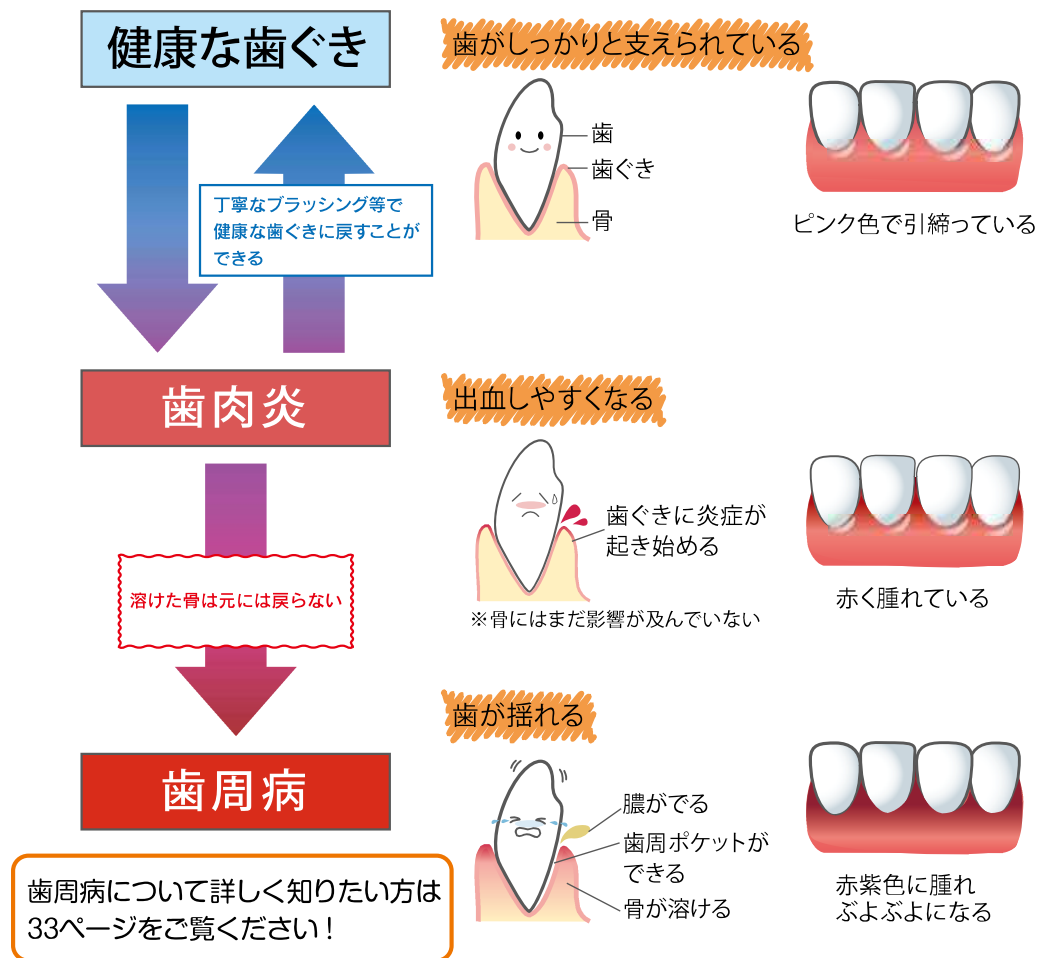 健康な歯ぐき
歯がしっかりと支えられている
歯
歯ぐき
骨
ピンク色で引締っている
丁寧なブラッシング等で
健康な歯ぐきに戻すことが
できる
歯肉炎
出血しやすくなる
歯ぐきに炎症が
起き始める
※骨にはまだ影響が及んでいない
赤く腫れている
溶けた骨は元には戻らない
歯周病
歯が揺れる
膿がでる
歯周ポケットが
できる
骨が溶ける
赤紫色に腫れ
ぶよぶよになる
歯周病について詳しく知りたい方は
33ページをご覧ください！